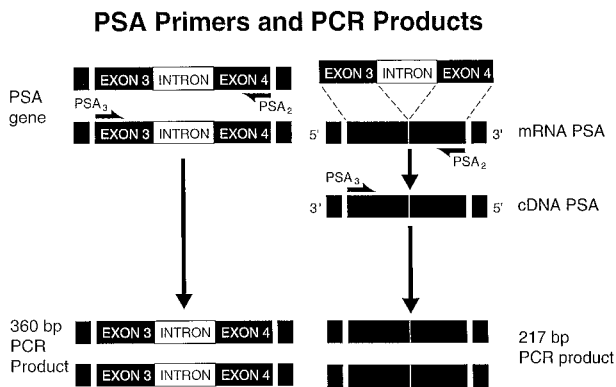 PSA Primers and PCR Products
EXON 3 INTRON EXON 4
PSA gene
PSA3
PSA2
EXON 3 INTRON EXON 4
EXON 3 INTRON EXON 4
5' 3' mRNA PSA
PSA2
PSA3
3' 5' cDNA PSA
360 bp
PCR
Product
EXON 3 INTRON EXON 4
EXON 3 INTRON EXON 4
217 bp
PCR product